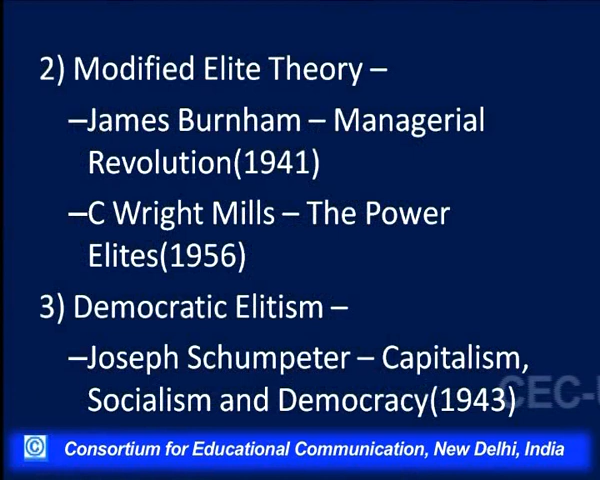 2) Modified Elite Theory –
–James Burnham – Managerial
Revolution(1941)
–C Wright Mills – The Power
Elites(1956)
3) Democratic Elitism –
–Joseph Schumpeter – Capitalism,
Socialism and Democracy(1943)
CEC-U
© Consortium for Educational Communication, New Delhi, India